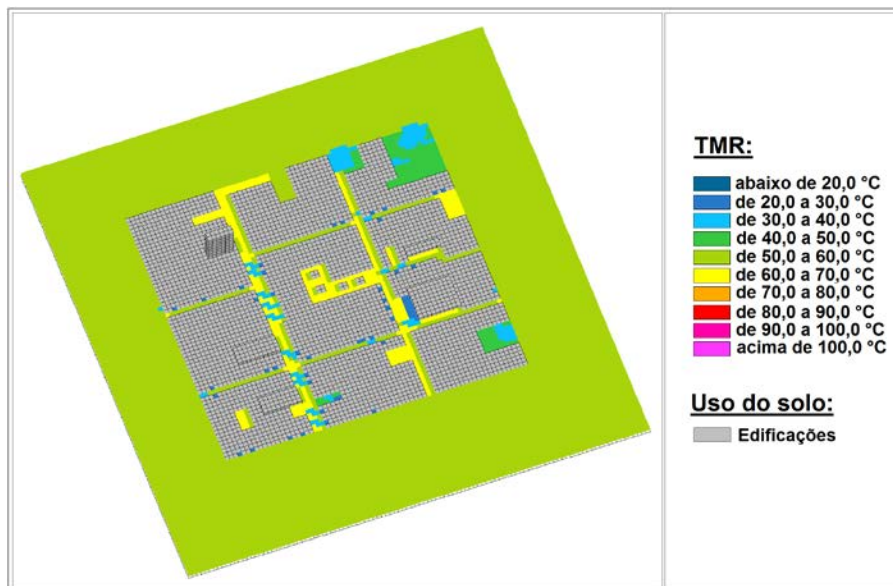 TMR:
abaixo de 20,0 °C
de 20,0 a 30,0 °C
de 30,0 a 40,0 °C
de 40,0 a 50,0 °C
de 50,0 a 60,0 °C
de 60,0 a 70,0 °C
de 70,0 a 80,0 °C
de 80,0 a 90,0 °C
de 90,0 a 100,0 °C
acima de 100,0 °C
Uso do solo:
Edificações